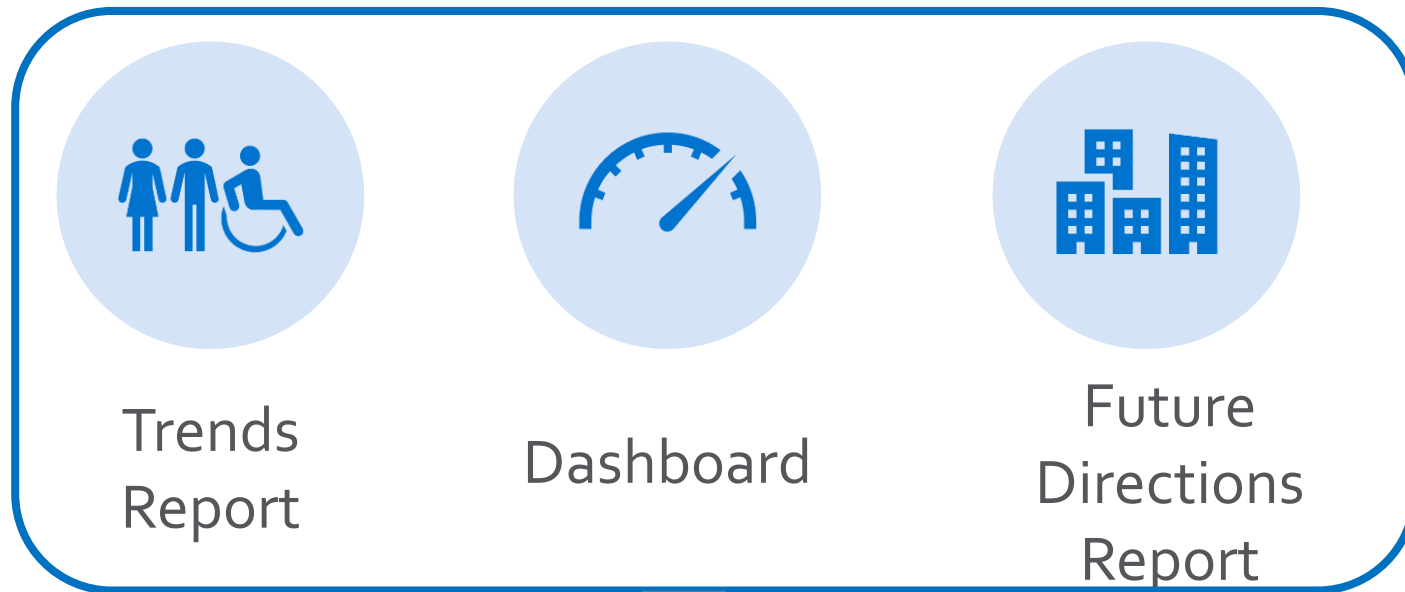 Trends
Report
Dashboard
Future
Directions
Report